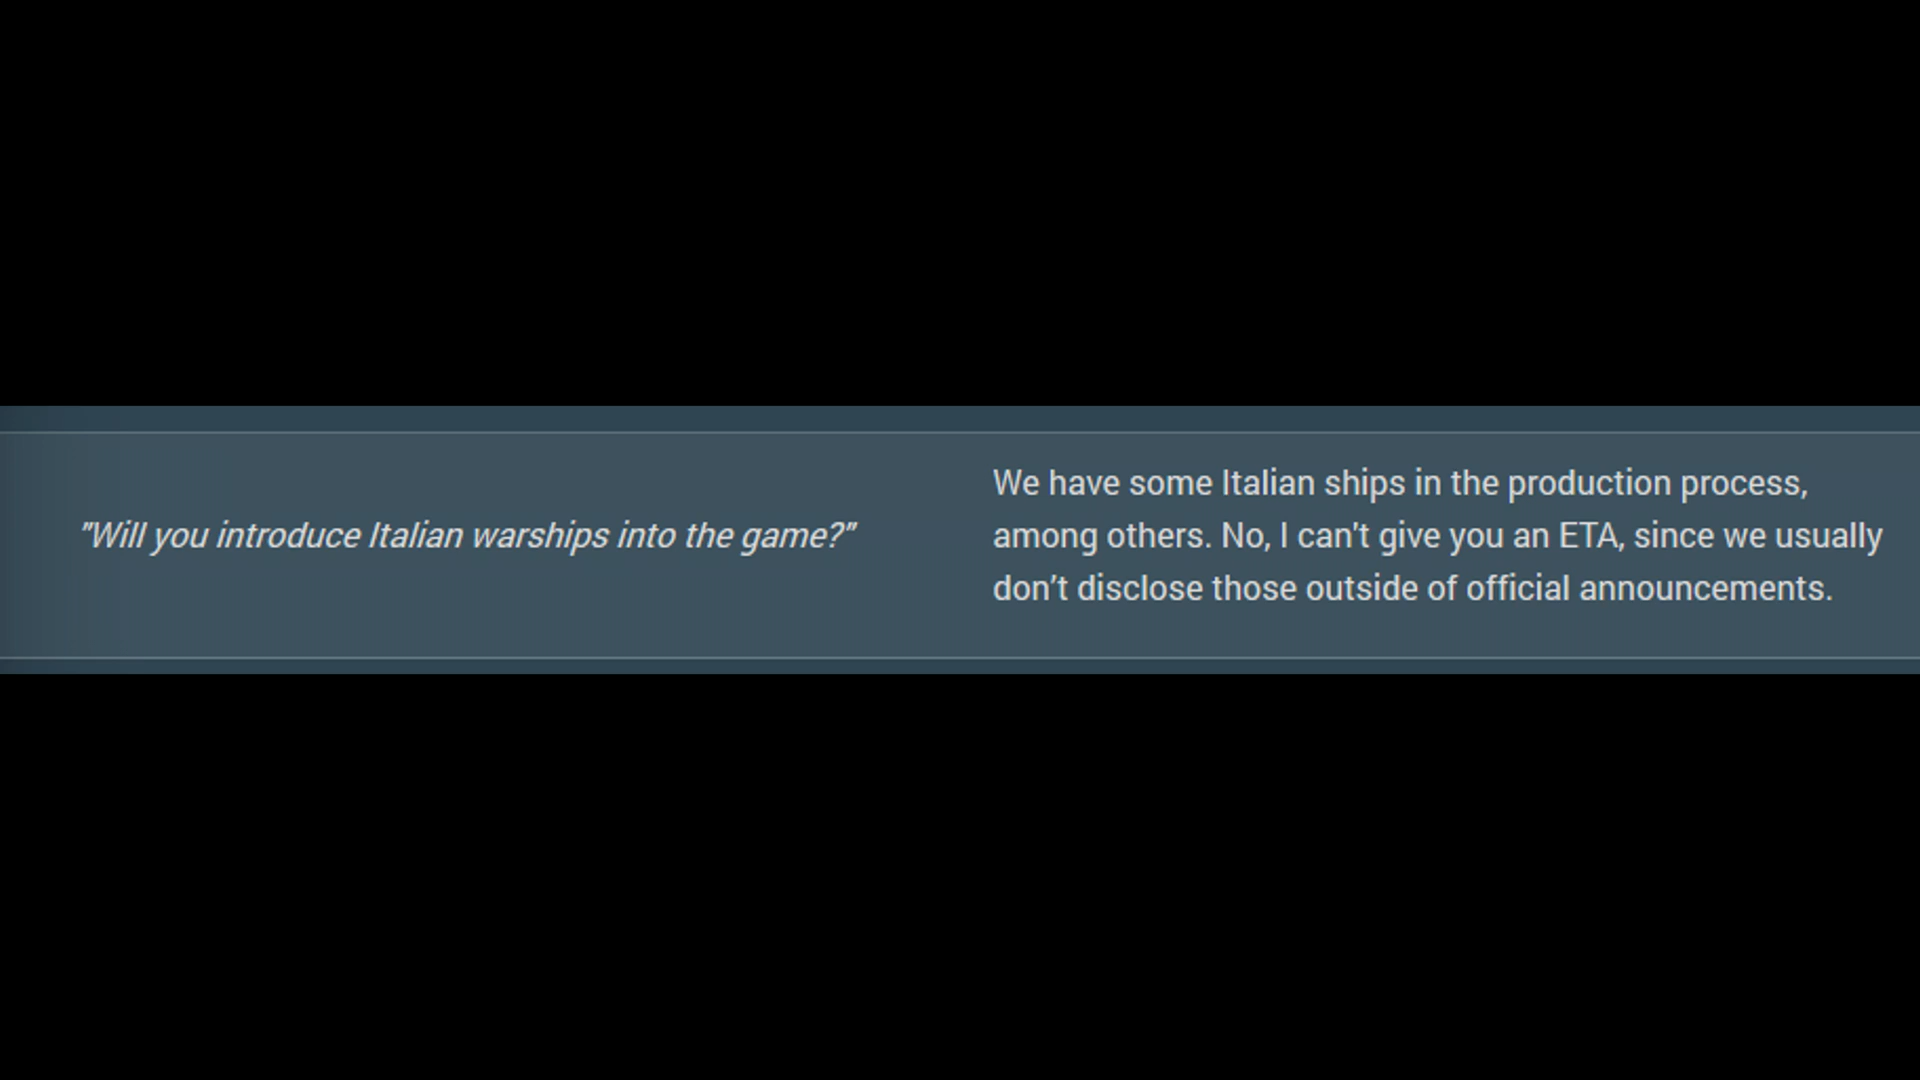 "Will you introduce Italian warships into the game?"
We have some Italian ships in the production process,
among others. No, I can't give you an ETA, since we usually
don't disclose those outside of official announcements.